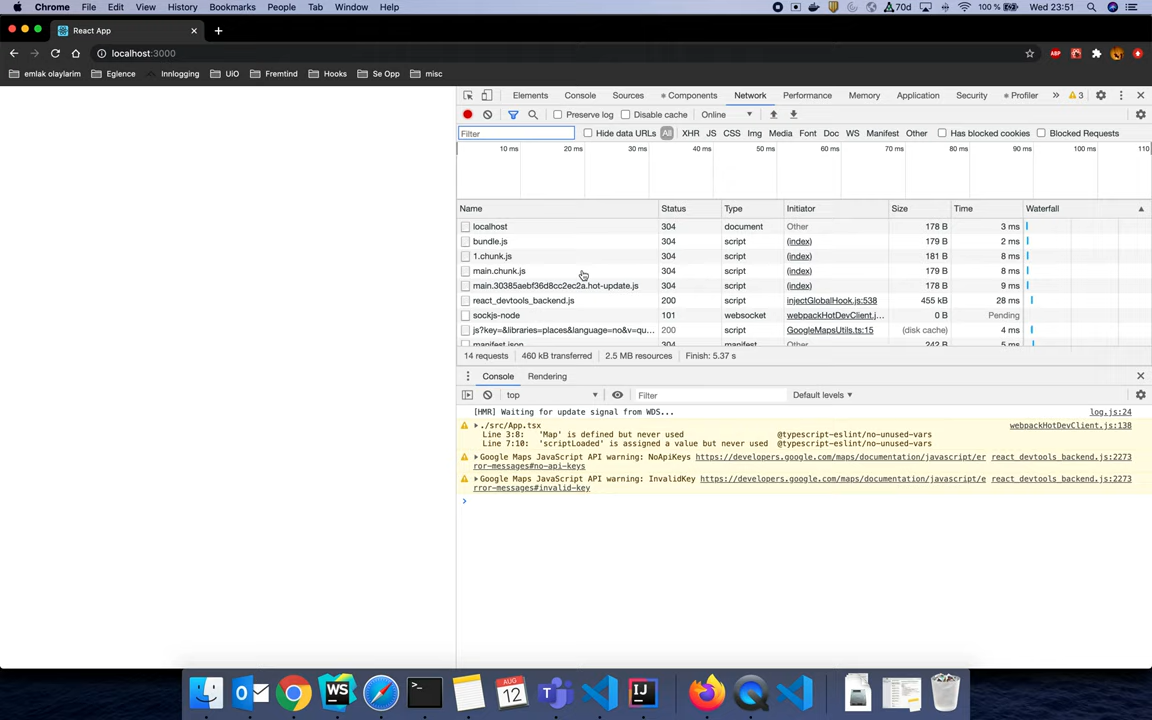 Chrome File Edit View History Bookmarks People Tab Window Help 70d 100 % Wed 23:51
React App
localhost:3000 ABP
emlak olaylarim Eglence Innlogging UiO Fremtind Hooks Se Opp misc
Elements Console Sources Components Network Performance Memory Application Security Profiler » 3
Preserve log Disable cache Online
Filter Hide data URLs All XHR JS CSS Img Media Font Doc WS Manifest Other Has blocked cookies Blocked Requests
10 ms 20 ms 30 ms 40 ms 50 ms 60 ms 70 ms 80 ms 90 ms 100 ms 110
Name Status Type Initiator Size Time Waterfall
localhost 304 document Other 178 B 3 ms
bundle.js 304 script (index) 179 B 2 ms
1.chunk.js 304 script (index) 181 B 8 ms
main.chunk.js 304 script (index) 179 B 8 ms
main.30385aebf36d8cc2ec2a.hot-update.js 304 script (index) 178 B 9 ms
react_devtools_backend.js 200 script injectGlobalHook.js:538 455 kB 28 ms
sockjs-node 101 websocket webpackHotDevClient.j... 0 B Pending
js?key=&libraries=places&language=no&v=qu... 200 script GoogleMapsUtils.ts:15 (disk cache) 4 ms
manifest.json 304 manifest Other 242 B 5 ms
14 requests 460 kB transferred 2.5 MB resources Finish: 5.37 s
Console Rendering
top Filter Default levels
[HMR] Waiting for update signal from WDS... log.js:24
./src/App.tsx webpackHotDevClient.js:138
Line 3:8: 'Map' is defined but never used @typescript-eslint/no-unused-vars
Line 7:10: 'scriptLoaded' is assigned a value but never used @typescript-eslint/no-unused-vars
Google Maps JavaScript API warning: NoApiKeys https://developers.google.com/maps/documentation/javascript/er react_devtools_backend.js:2273
ror-messages#no-api-keys
Google Maps JavaScript API warning: InvalidKey https://developers.google.com/maps/documentation/javascript/e react_devtools_backend.js:2273
rror-messages#invalid-key
WS AUG 12 IJ